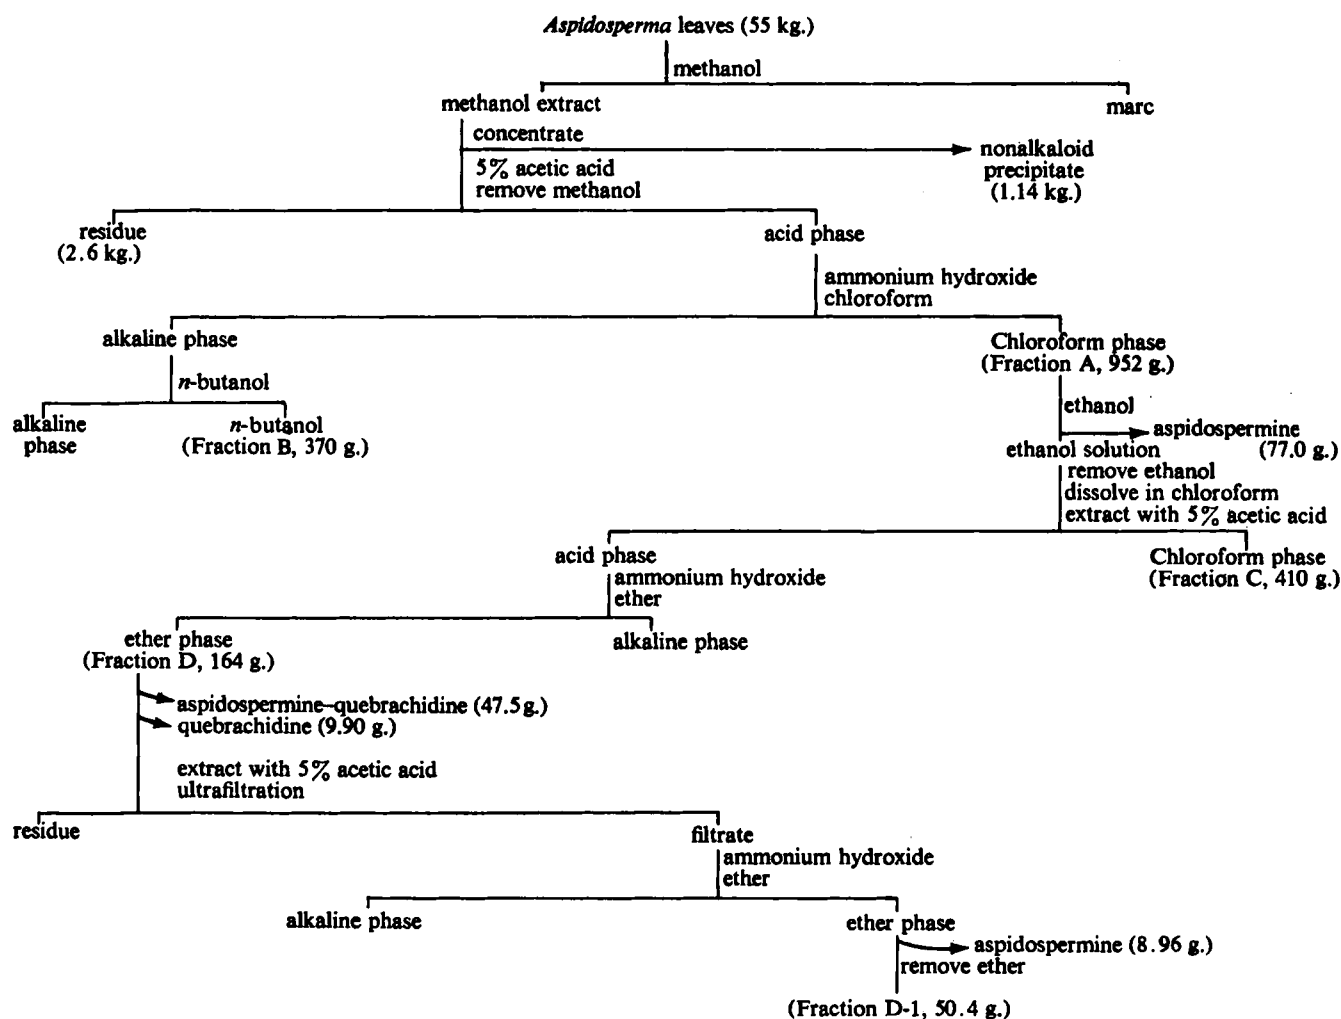 Aspidosperma leaves (55 kg.)
methanol
methanol extract
marc
concentrate
nonalkaloid
precipitate
(1.14 kg.)
5% acetic acid
remove methanol
residue
(2.6 kg.)
acid phase
ammonium hydroxide
chloroform
alkaline phase
Chloroform phase
(Fraction A, 952 g.)
n-butanol
alkaline
phase
n-butanol
(Fraction B, 370 g.)
ethanol
aspidospermine
(77.0 g.)
ethanol solution
remove ethanol
dissolve in chloroform
extract with 5% acetic acid
acid phase
Chloroform phase
(Fraction C, 410 g.)
ammonium hydroxide
ether
ether phase
(Fraction D, 164 g.)
alkaline phase
aspidospermine–quebrachidine (47.5 g.)
quebrachidine (9.90 g.)
extract with 5% acetic acid
ultrafiltration
residue
filtrate
ammonium hydroxide
ether
alkaline phase
ether phase
aspidospermine (8.96 g.)
remove ether
(Fraction D-1, 50.4 g.)